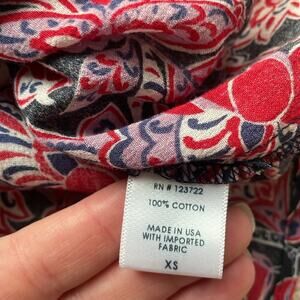 RN # 123722
100% COTTON
MADE IN USA
WITH IMPORTED
FABRIC
XS